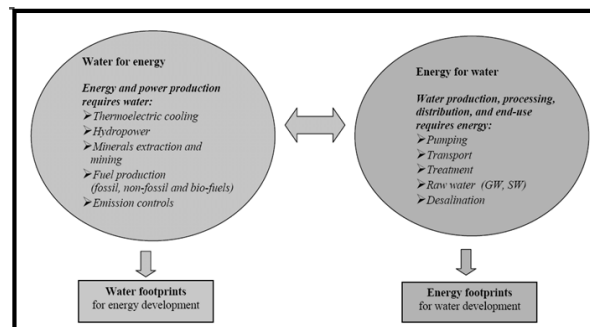 Water for energy
Energy and power production
requires water:
➢Thermoelectric cooling
➢Hydropower
➢Minerals extraction and
mining
➢Fuel production
(fossil, non-fossil and bio-fuels)
➢Emission controls
Water footprints
for energy development
Energy for water
Water production, processing,
distribution, and end-use
requires energy:
➢Pumping
➢Transport
➢Treatment
➢Raw water (GW, SW)
➢Desalination
Energy footprints
for water development